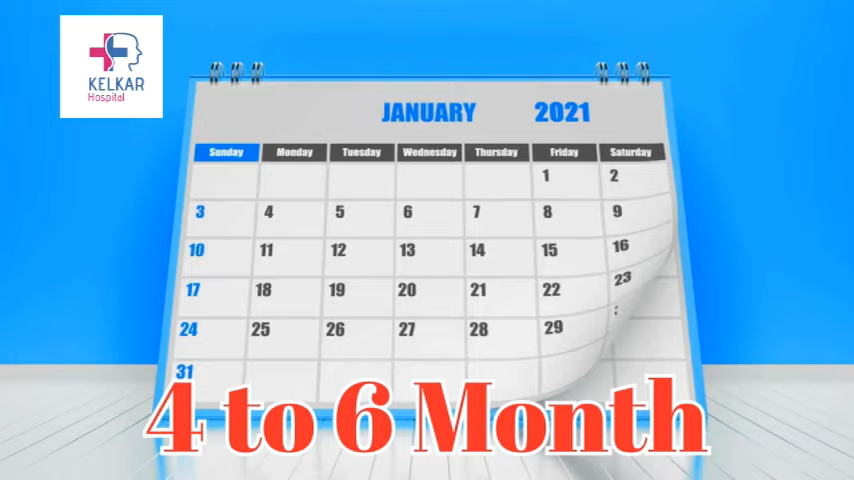 KELKAR
Hospital
JANUARY 2021
Sunday Monday Tuesday Wednesday Thursday Friday Saturday
1 2
3 4 5 6 7 8 9
10 11 12 13 14 15 16
17 18 19 20 21 22 23
24 25 26 27 28 29
31
4 to 6 Month